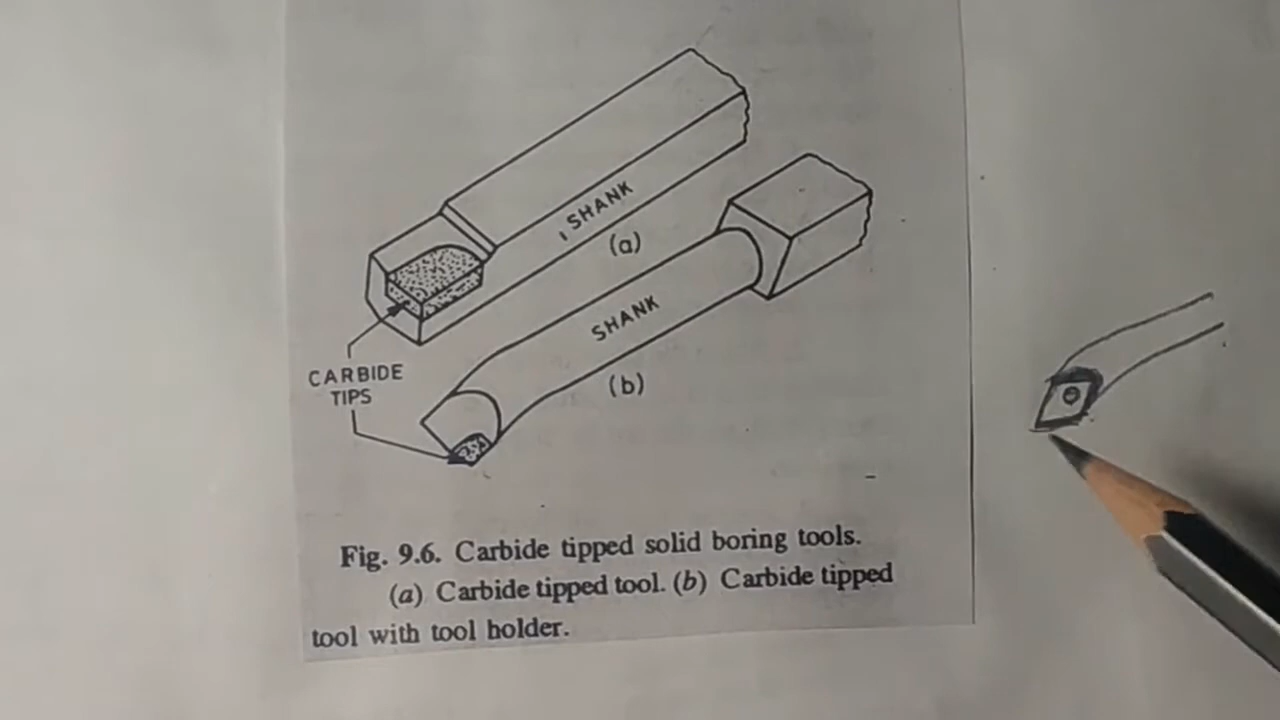 SHANK
(a)
SHANK
(b)
CARBIDE
TIPS
Fig. 9.6. Carbide tipped solid boring tools.
(a) Carbide tipped tool. (b) Carbide tipped
tool with tool holder.